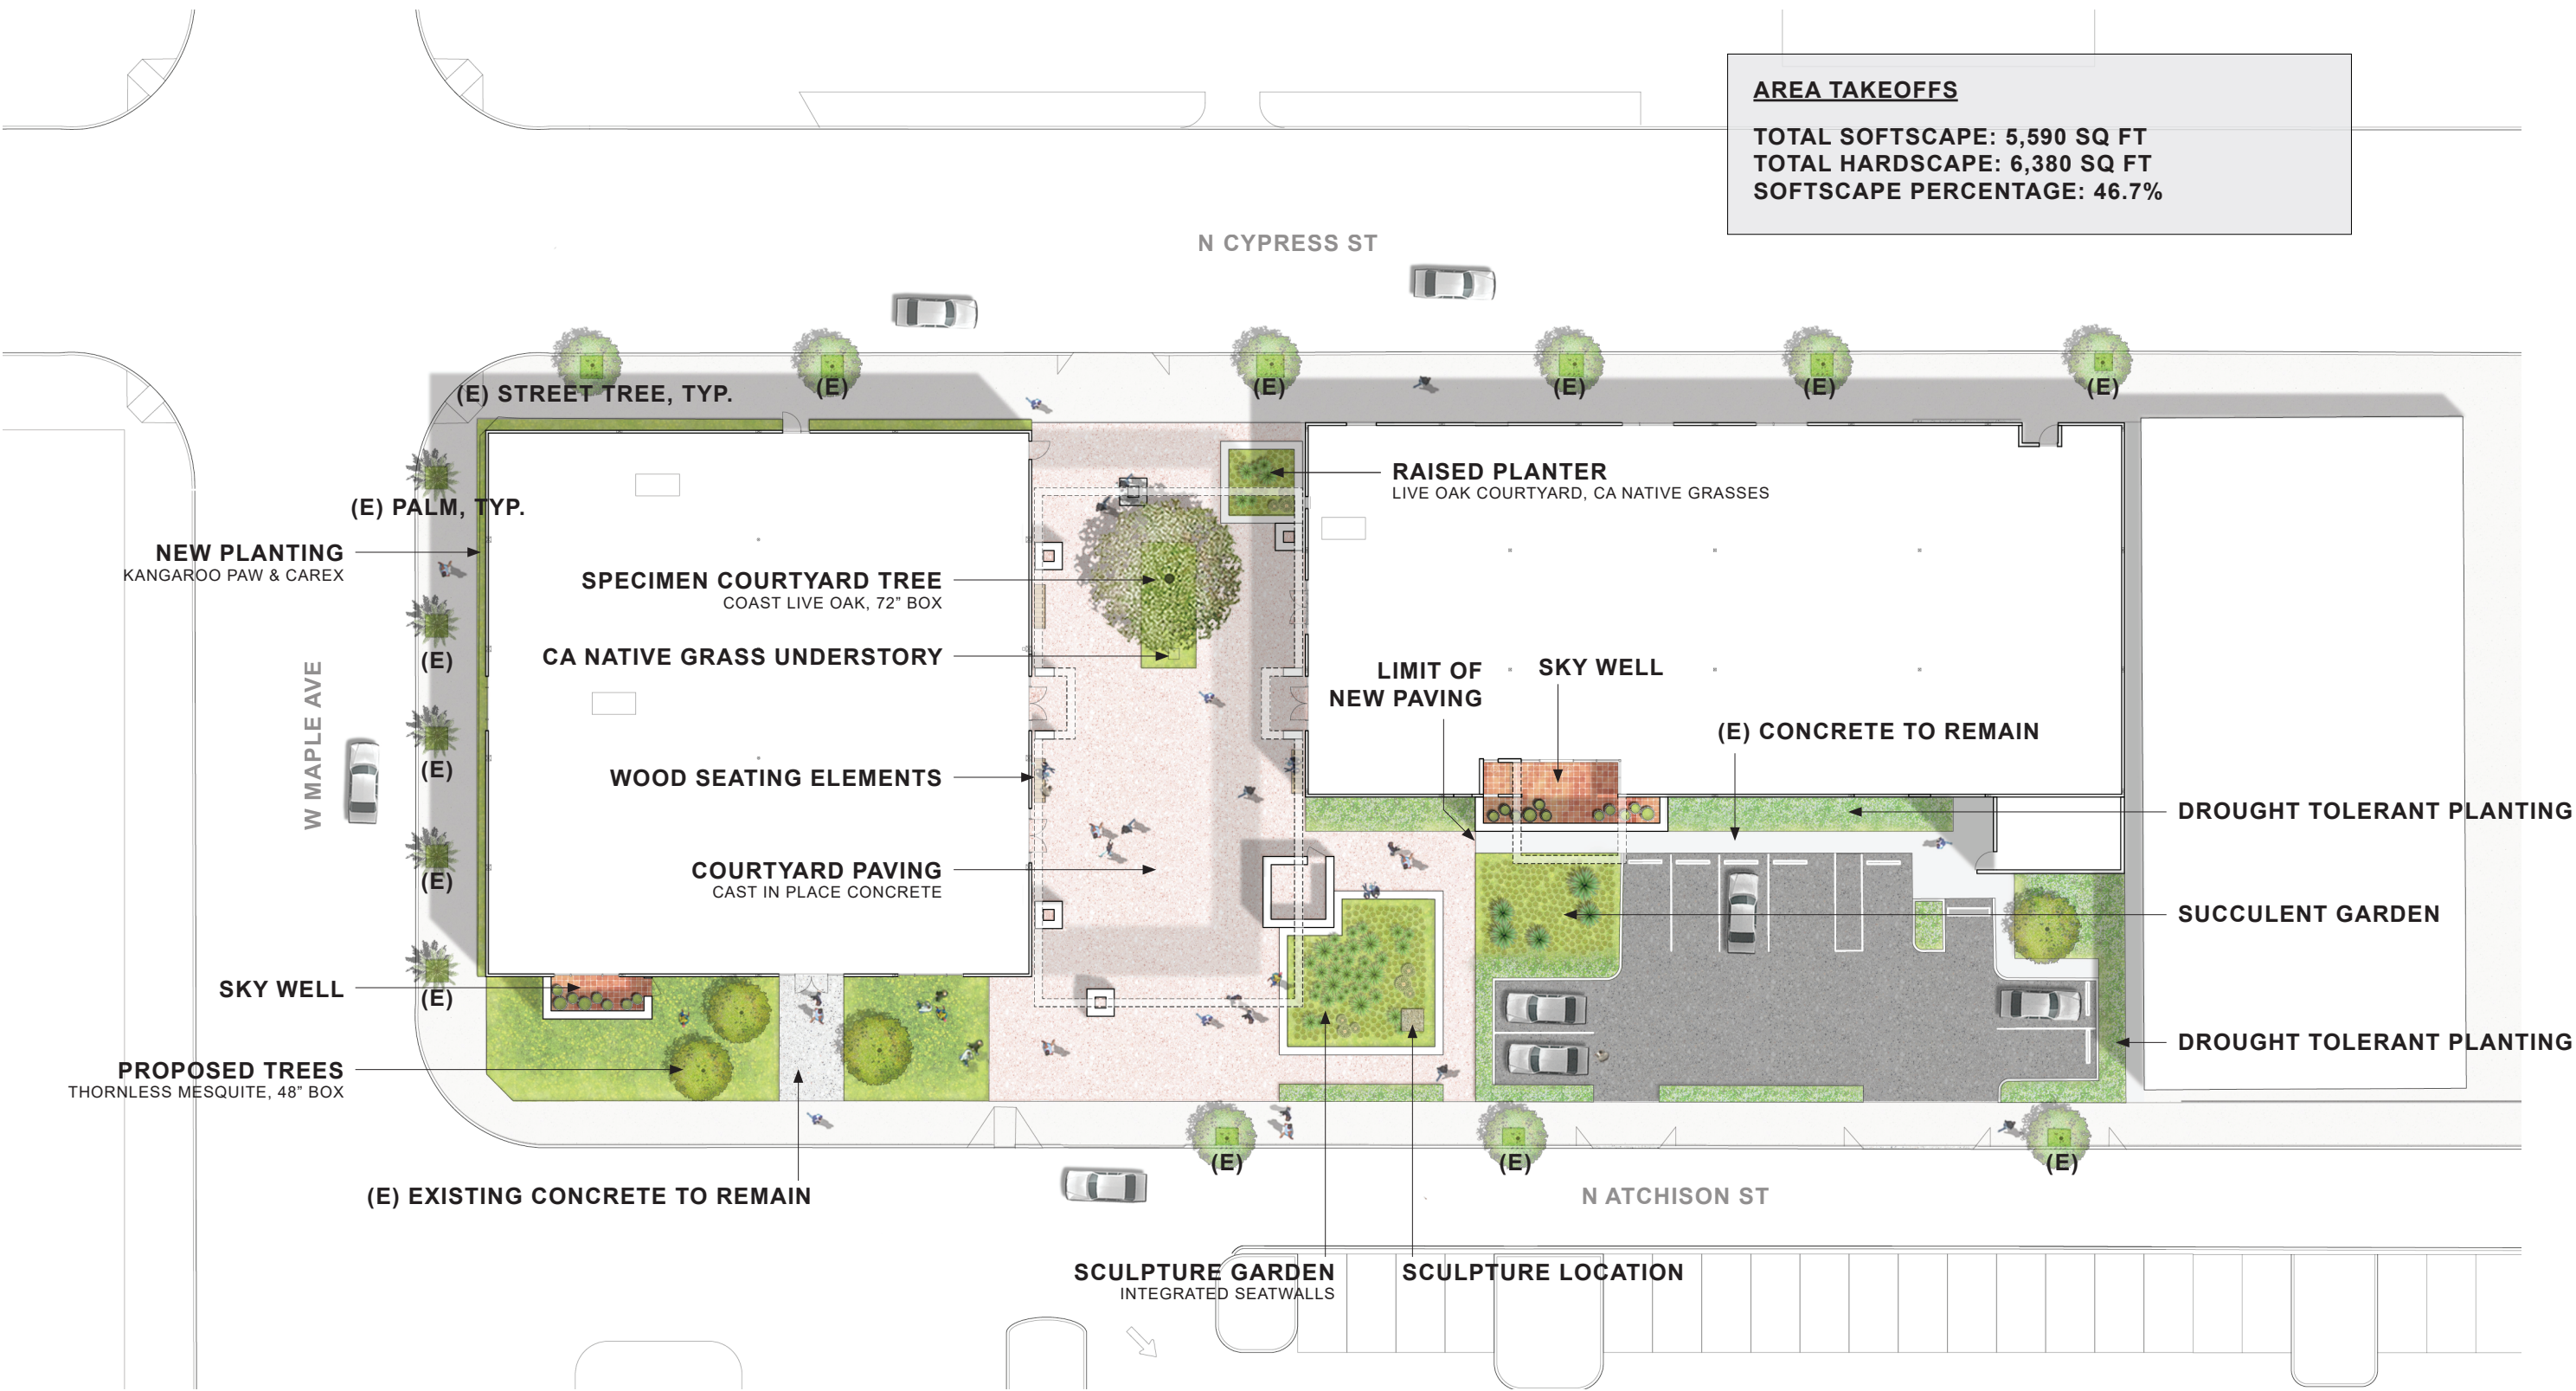 AREA TAKEOFFS
TOTAL SOFTSCAPE: 5,590 SQ FT
TOTAL HARDSCAPE: 6,380 SQ FT
SOFTSCAPE PERCENTAGE: 46.7%
N CYPRESS ST
(E) STREET TREE, TYP.
(E)
(E)
(E)
(E)
(E)
(E) PALM, TYP.
NEW PLANTING
KANGAROO PAW & CAREX
RAISED PLANTER
LIVE OAK COURTYARD, CA NATIVE GRASSES
SPECIMEN COURTYARD TREE
COAST LIVE OAK, 72” BOX
CA NATIVE GRASS UNDERSTORY
(E)
W MAPLE AVE
LIMIT OF
NEW PAVING
SKY WELL
(E) CONCRETE TO REMAIN
(E)
WOOD SEATING ELEMENTS
DROUGHT TOLERANT PLANTING
COURTYARD PAVING
CAST IN PLACE CONCRETE
(E)
SUCCULENT GARDEN
SKY WELL
(E)
DROUGHT TOLERANT PLANTING
PROPOSED TREES
THORNLESS MESQUITE, 48” BOX
(E)
(E)
(E)
(E) EXISTING CONCRETE TO REMAIN
N ATCHISON ST
SCULPTURE GARDEN
INTEGRATED SEATWALLS
SCULPTURE LOCATION